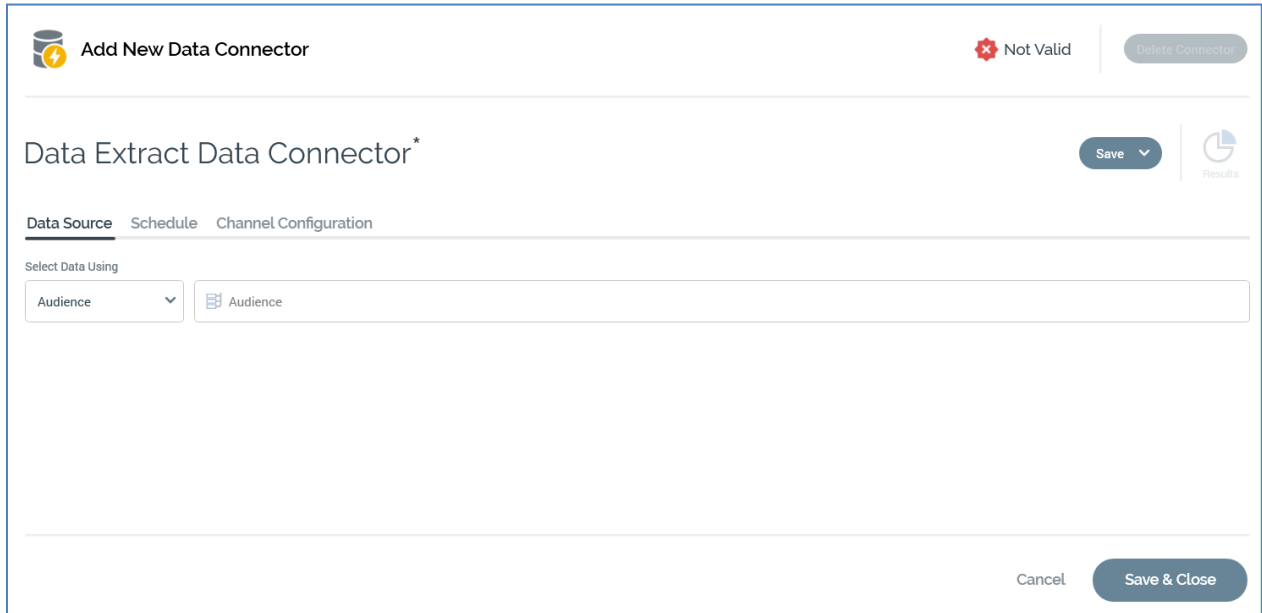 Add New Data Connector
Not Valid
Delete Connector
Data Extract Data Connector*
Save
Results
Data Source Schedule Channel Configuration
Select Data Using
Audience
Audience
Cancel
Save & Close